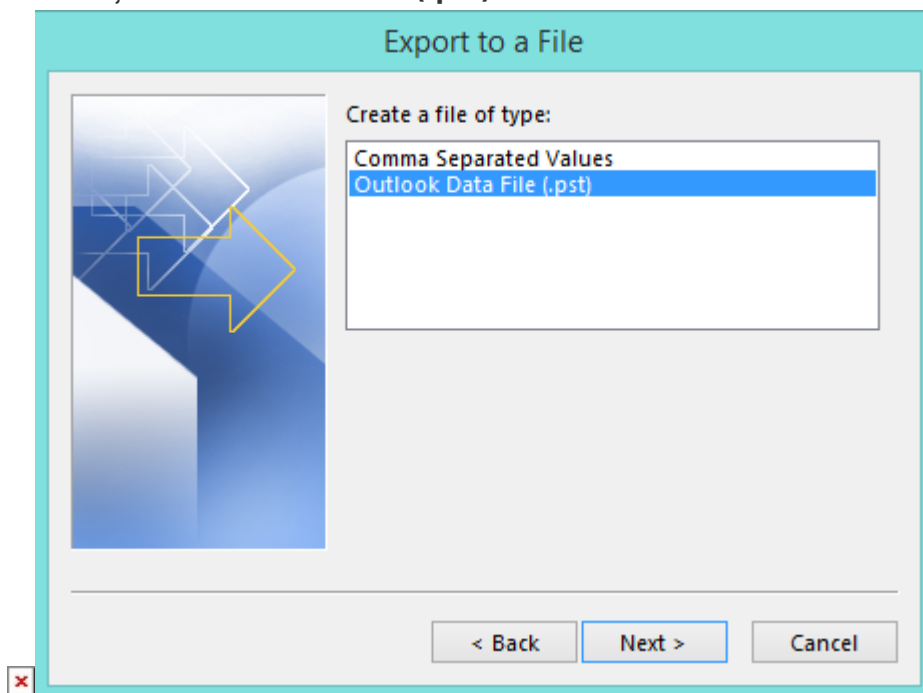 Export to a File
Create a file of type:
Comma Separated Values
Outlook Data File (.pst)
< Back
Next >
Cancel